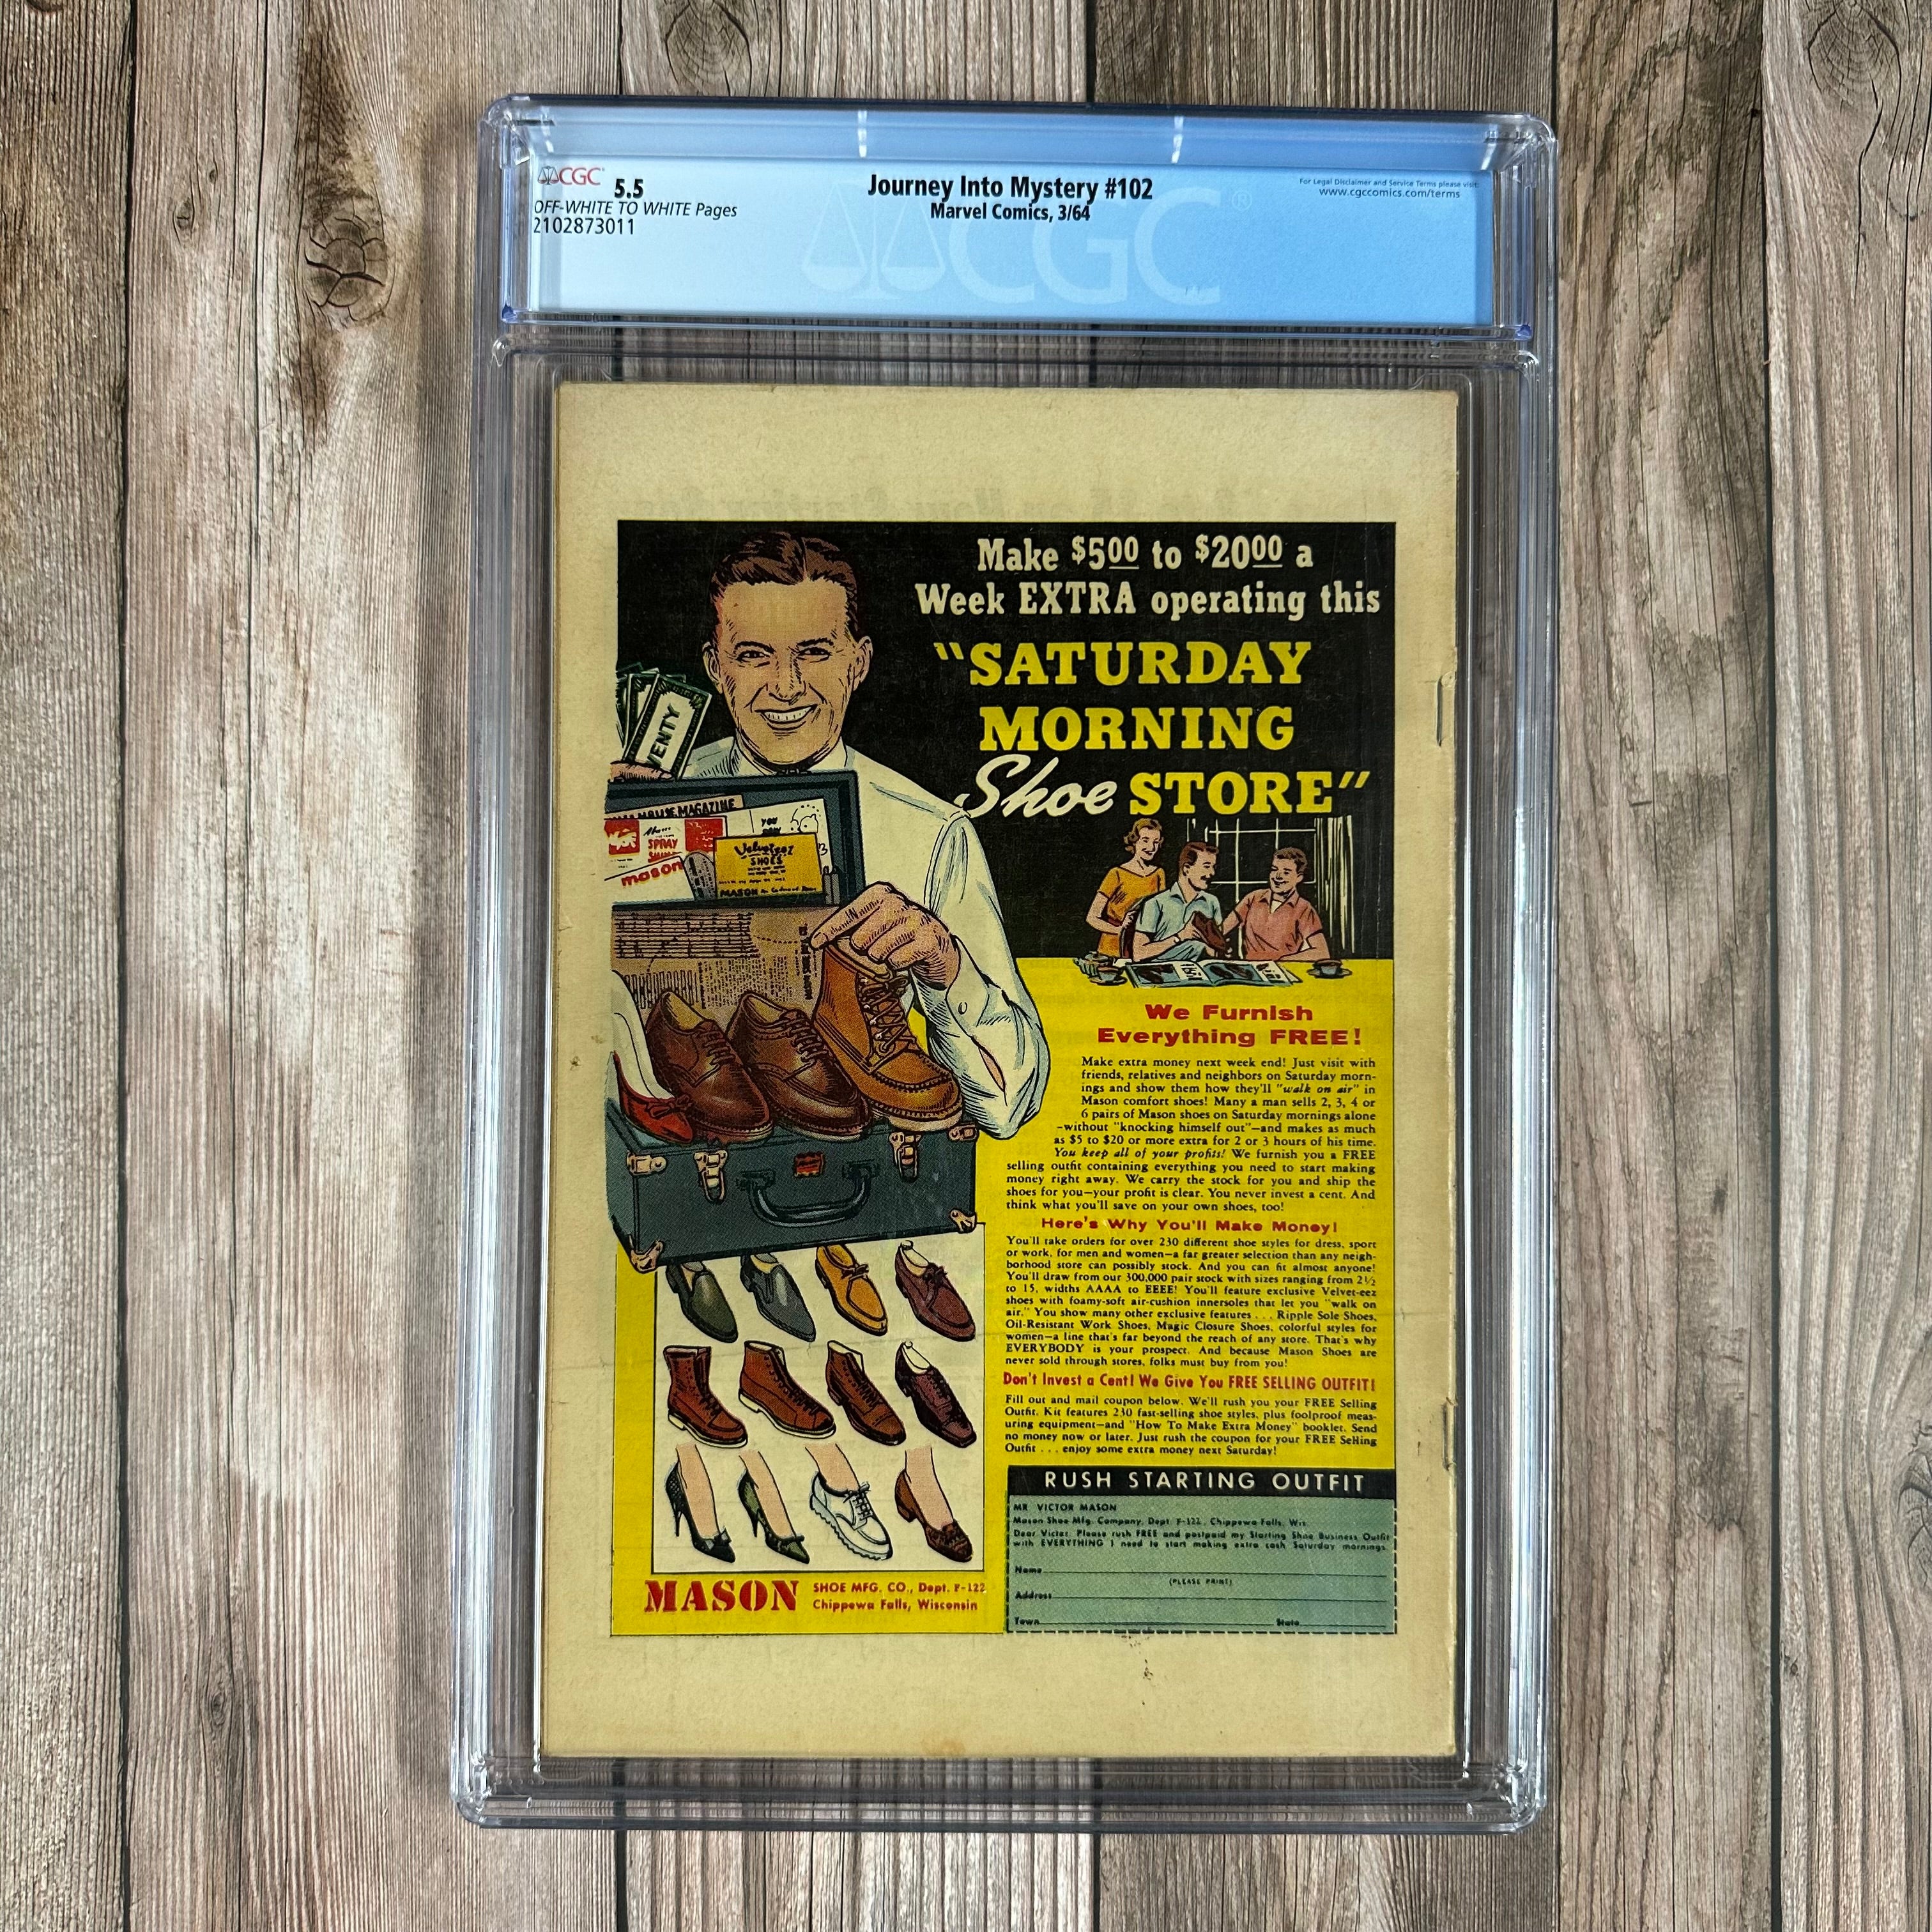 CGC 5.5
OFF-WHITE TO WHITE Pages
2102873011
Journey Into Mystery #102
Marvel Comics, 3/64
For Legal Disclaimer and Service Terms please visit:
www.cgccomics.com/terms
CGC
Make $500 to $2000 a
Week EXTRA operating this
"SATURDAY
MORNING
Shoe STORE"
VENTY
MAGAZINE
YOU
SPRAY
mason
Velvet-eez
SHOES
MASON
We Furnish
Everything FREE!
Make extra money next week end! Just visit with
friends, relatives and neighbors on Saturday morn-
ings and show them how they'll "walk on air" in
Mason comfort shoes! Many a man sells 2, 3, 4 or
6 pairs of Mason shoes on Saturday mornings alone
-without "knocking himself out"-and makes as much
as $5 to $20 or more extra for 2 or 3 hours of his time.
You keep all of your profits! We furnish you a FREE
selling outfit containing everything you need to start making
money right away. We carry the stock for you and ship the
shoes for you—your profit is clear. You never invest a cent. And
think what you'll save on your own shoes, too!
Here's Why You'll Make Money!
You'll take orders for over 230 different shoe styles for dress, sport
or work, for men and women—a far greater selection than any neigh-
borhood store can possibly stock. And you can fit almost anyone!
You'll draw from our 300,000 pair stock with sizes ranging from 2½
to 15, widths AAAA to EEEE! You'll feature exclusive Velvet-eez
shoes with foamy-soft air-cushion innersoles that let you "walk on
air." You show many other exclusive features . . . Ripple Sole Shoes,
Oil-Resistant Work Shoes, Magic Closure Shoes, colorful styles for
women—a line that's far beyond the reach of any store. That's why
EVERYBODY is your prospect. And because Mason Shoes are
never sold through stores, folks must buy from you!
Don't Invest a Cent! We Give You FREE SELLING OUTFIT!
Fill out and mail coupon below. We'll rush you your FREE Selling
Outfit. Kit features 230 fast-selling shoe styles, plus foolproof meas-
uring equipment—and "How To Make Extra Money" booklet. Send
no money now or later. Just rush the coupon for your FREE Selling
Outfit . . . enjoy some extra money next Saturday!
RUSH STARTING OUTFIT
MR. VICTOR MASON
Mason Shoe Mfg. Company, Dept. F-122, Chippewa Falls, Wis.
Dear Victor: Please rush FREE and postpaid my Starting Shoe Business Outfit
with EVERYTHING I need to start making extra cash Saturday mornings.
Name
(PLEASE PRINT)
Address
Town State
MASON SHOE MFG. CO., Dept. F-122
Chippewa Falls, Wisconsin